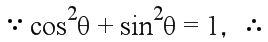 ∵ cos²θ + sin²θ = 1, ∴